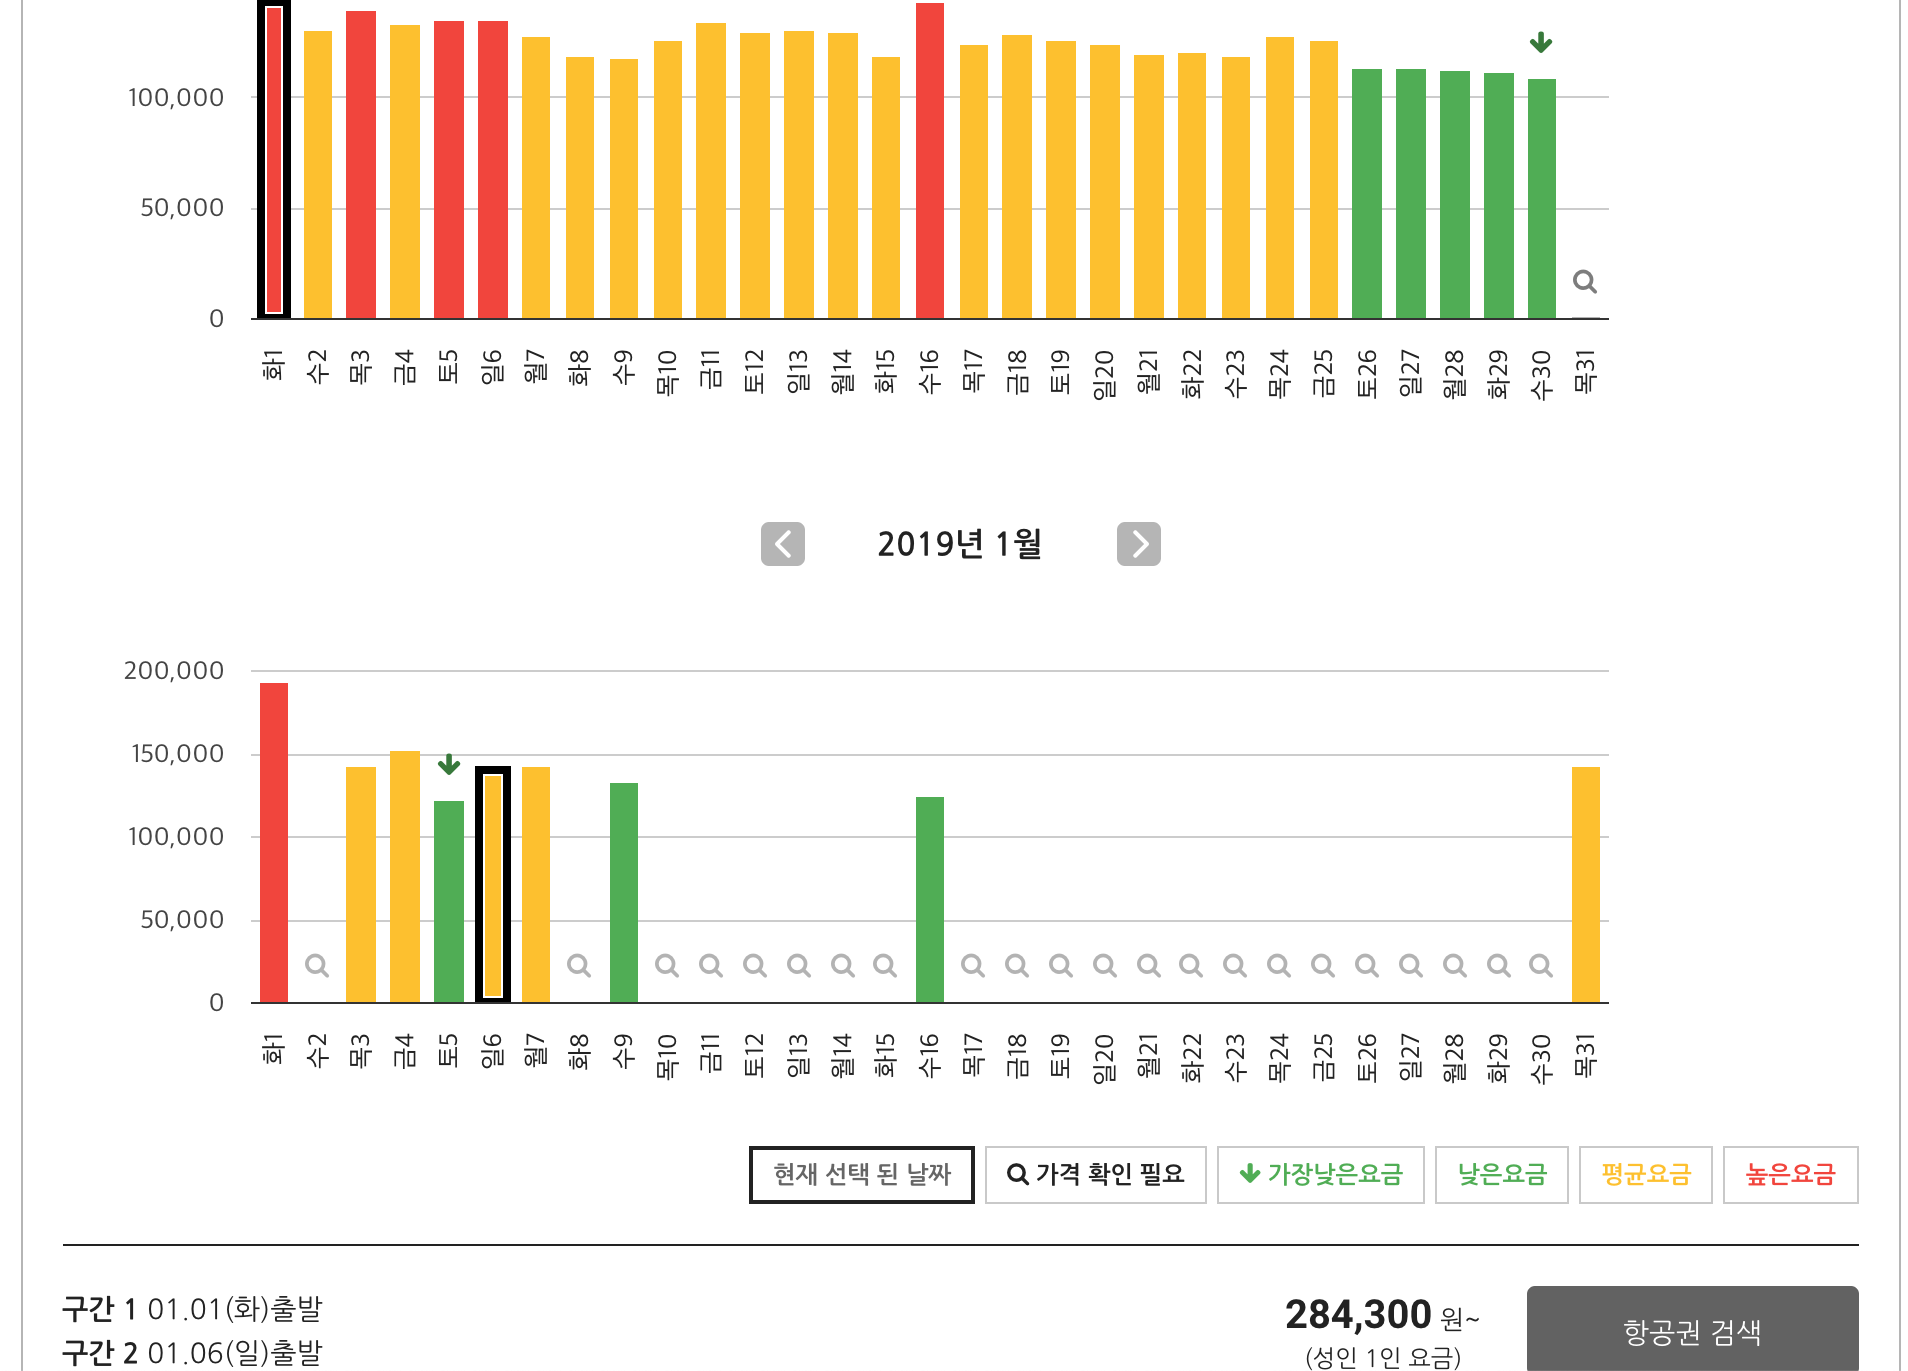 100,000
50,000
0
화1 수2 목3 금4 토5 일6 월7 화8 수9 목10 금11 토12 일13 월14 화15 수16 목17 금18 토19 일20 월21 화22 수23 목24 금25 토26 일27 월28 화29 수30 목31
2019년 1월
200,000
150,000
100,000
50,000
0
화1 수2 목3 금4 토5 일6 월7 화8 수9 목10 금11 토12 일13 월14 화15 수16 목17 금18 토19 일20 월21 화22 수23 목24 금25 토26 일27 월28 화29 수30 목31
현재 선택 된 날짜 가격 확인 필요 가장낮은요금 낮은요금 평균요금 높은요금
구간 1 01.01(화)출발
284,300 원~
항공권 검색
구간 2 01.06(일)출발
(성인 1인 요금)